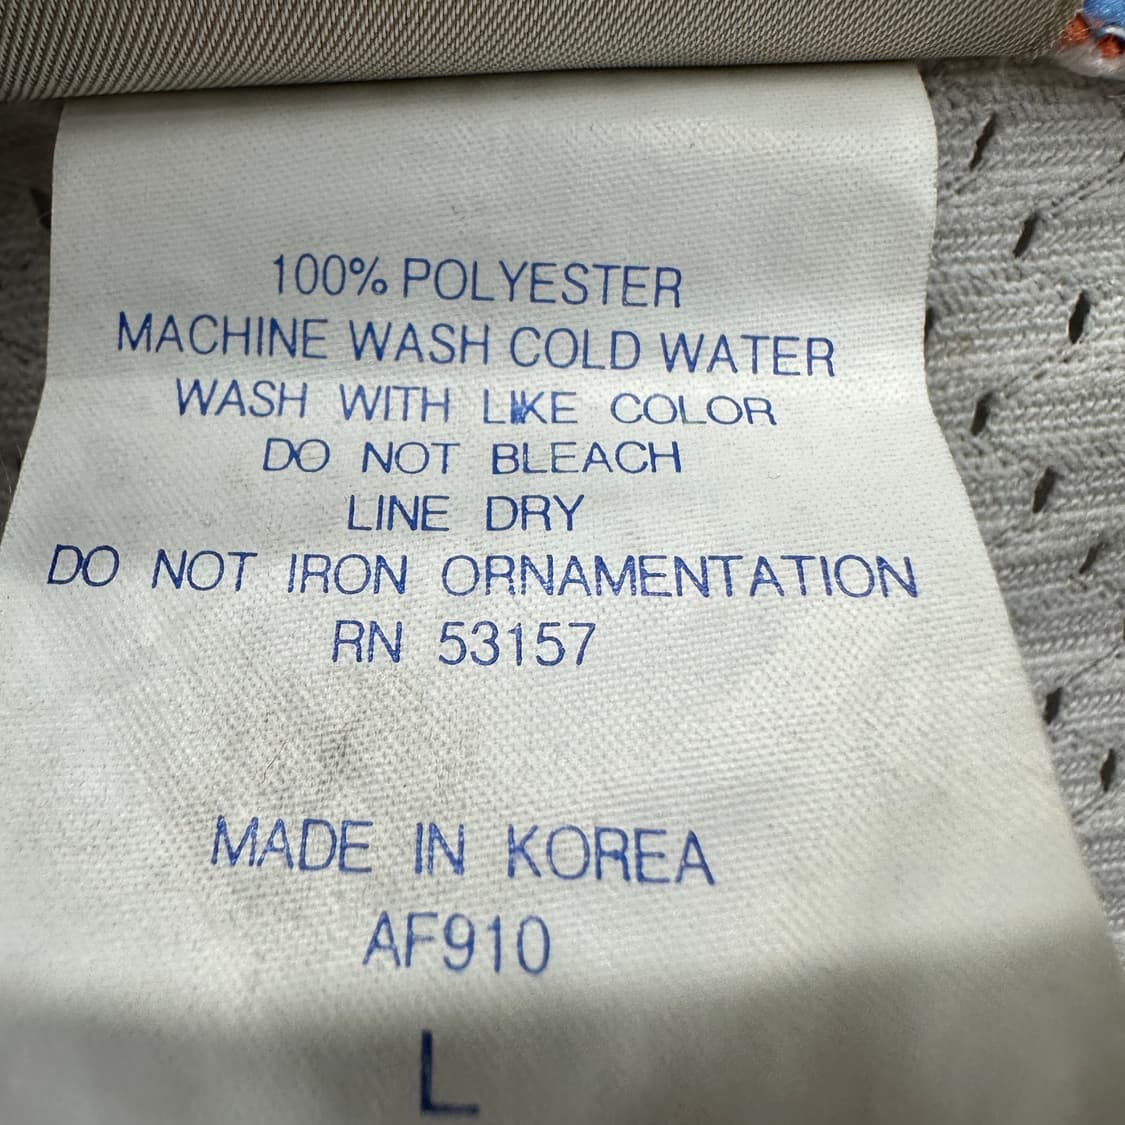 100% POLYESTER
MACHINE WASH COLD WATER
WASH WITH LIKE COLOR
DO NOT BLEACH
LINE DRY
DO NOT IRON ORNAMENTATION
RN 53157
MADE IN KOREA
AF910
L